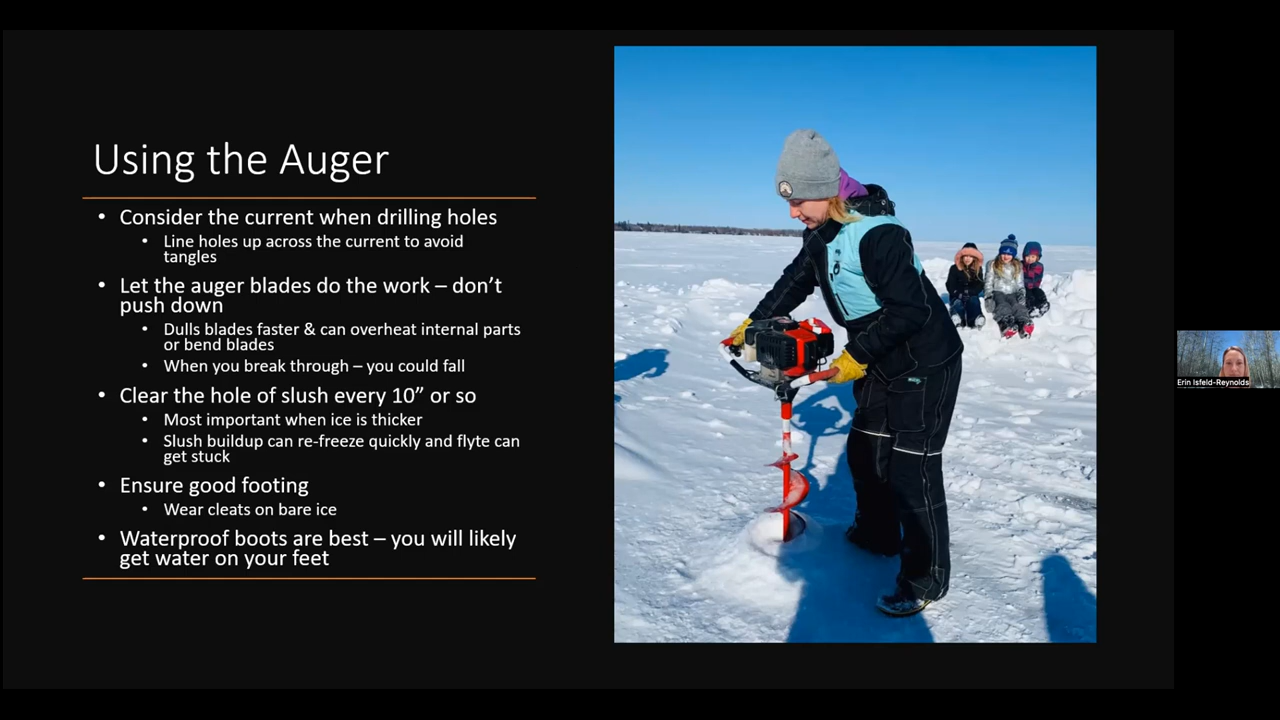 Using the Auger
• Consider the current when drilling holes
• Line holes up across the current to avoid
tangles
• Let the auger blades do the work – don’t
push down
• Dulls blades faster & can overheat internal parts
or bend blades
• When you break through – you could fall
• Clear the hole of slush every 10” or so
• Most important when ice is thicker
• Slush buildup can re-freeze quickly and flyte can
get stuck
• Ensure good footing
• Wear cleats on bare ice
• Waterproof boots are best – you will likely
get water on your feet
Erin Isfeld-Reynolds